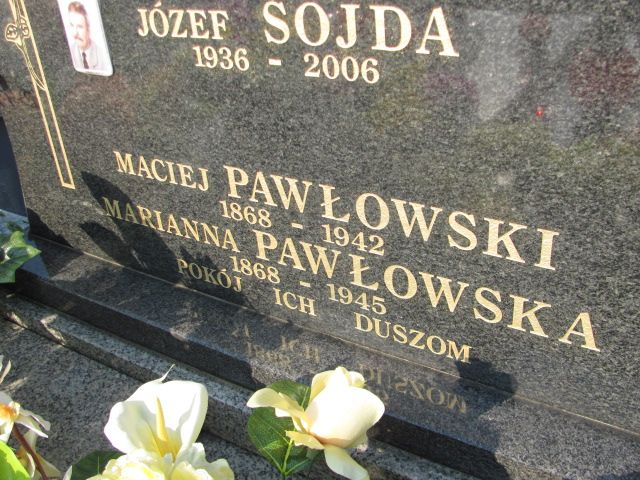 JÓZEF SOJDA
1936 - 2006
MACIEJ PAWŁOWSKI
1868 - 1942
MARIANNA PAWŁOWSKA
1868 - 1945
POKÓJ ICH DUSZOM